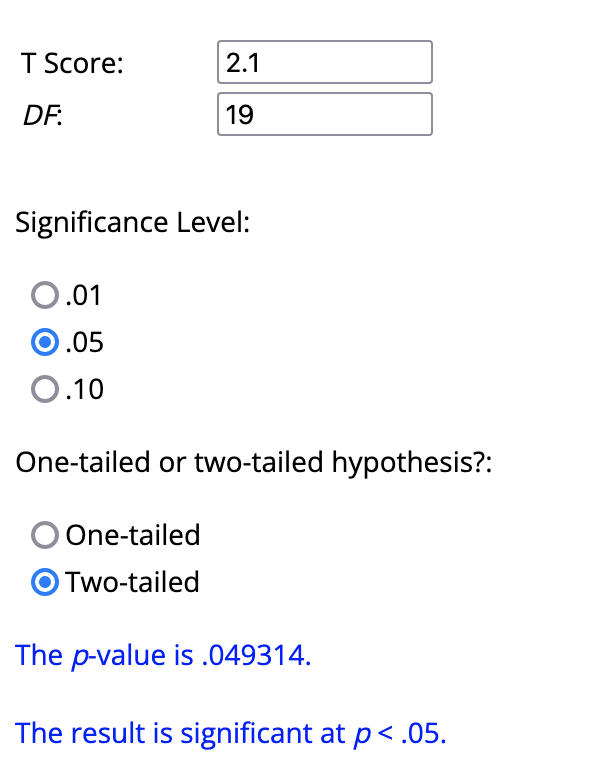 T Score: 2.1
DF: 19
Significance Level:
.01
.05
.10
One-tailed or two-tailed hypothesis?:
One-tailed
Two-tailed
The p-value is .049314.
The result is significant at p < .05.